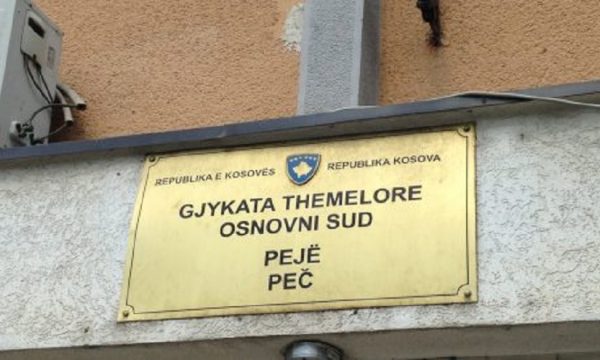 REPUBLIKA E KOSOVËS REPUBLIKA KOSOVA
GJYKATA THEMELORE
OSNOVNI SUD
PEJË
PEČ